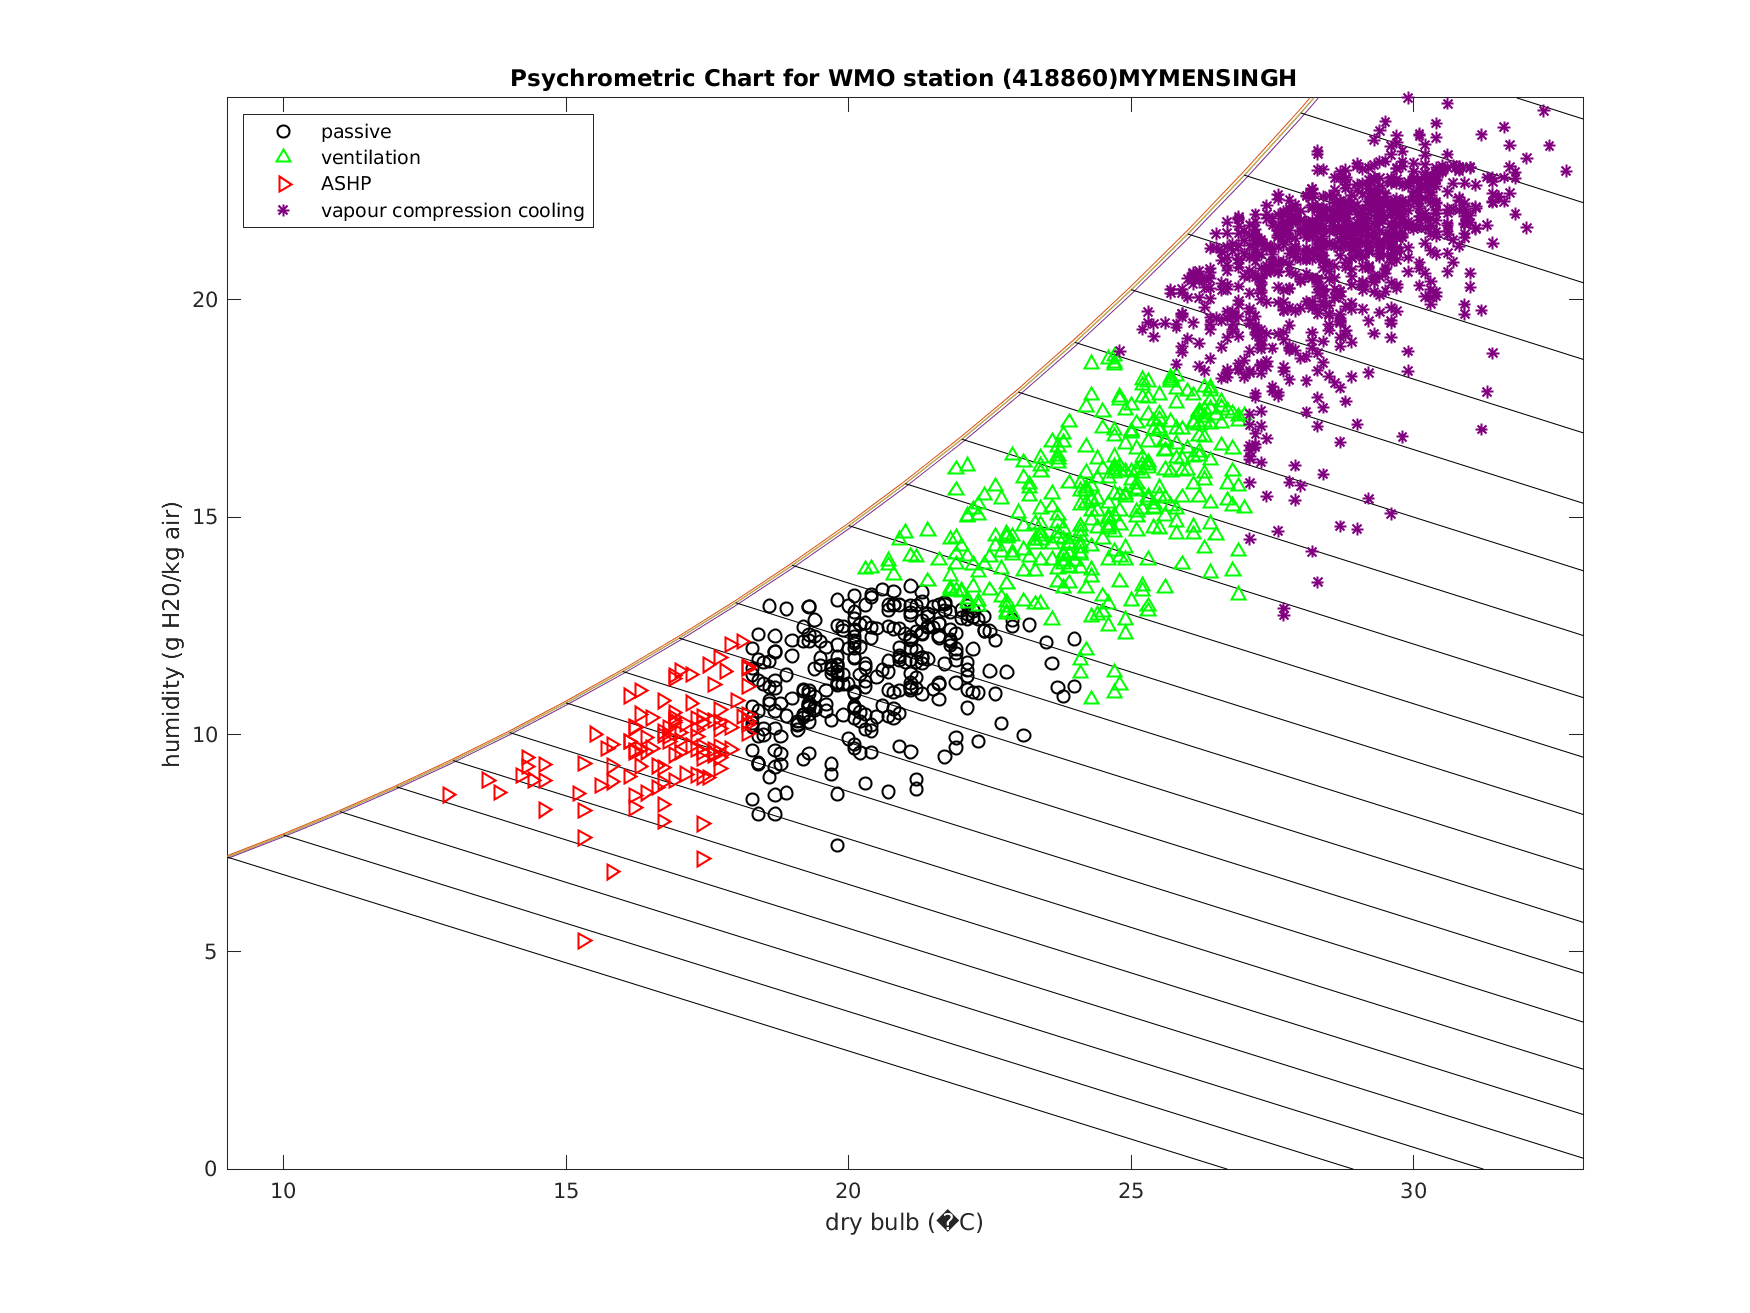 Psychrometric Chart for WMO station (418860)MYMENSINGH
passive
ventilation
ASHP
vapour compression cooling
humidity (g H20/kg air)
20
15
10
5
0
10 15 20 25 30
dry bulb (�C)